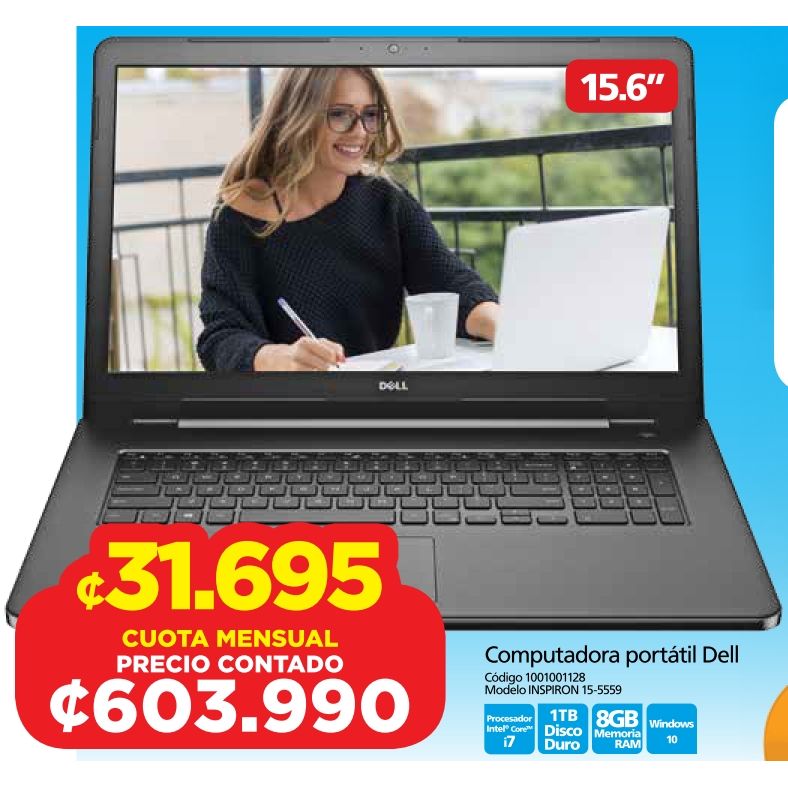 15.6”
DELL
¢31.695
CUOTA MENSUAL
PRECIO CONTADO
¢603.990
Computadora portátil Dell
Código 1001001128
Modelo INSPIRON 15-5559
Procesador
Intel® Core™
i7
1TB
Disco
Duro
8GB
Memoria
RAM
Windows
10